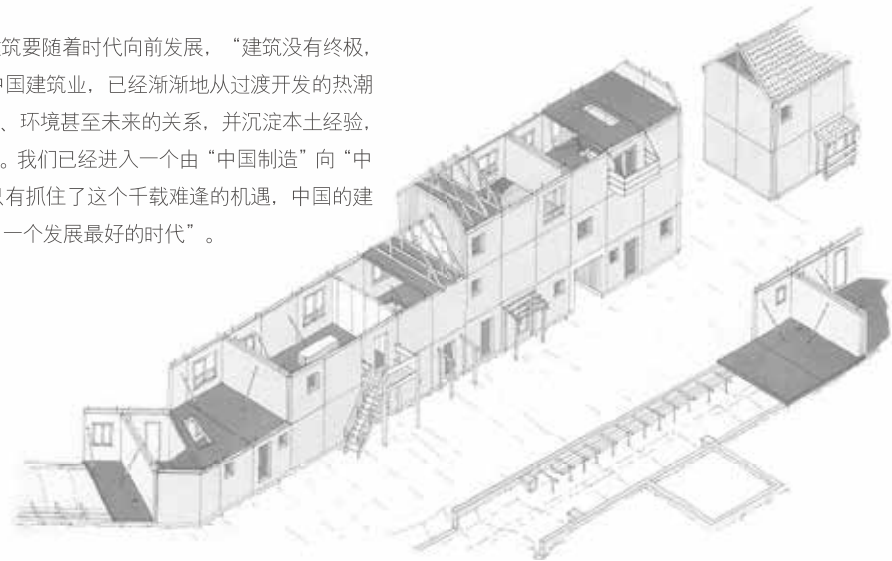 筑要随着时代向前发展，“建筑没有终极，
中国建筑业，已经渐渐地从过渡开发的热潮
、环境甚至未来的关系，并沉淀本土经验，
。我们已经进入一个由“中国制造”向“中
只有抓住了这个千载难逢的机遇，中国的建
一个发展最好的时代”。